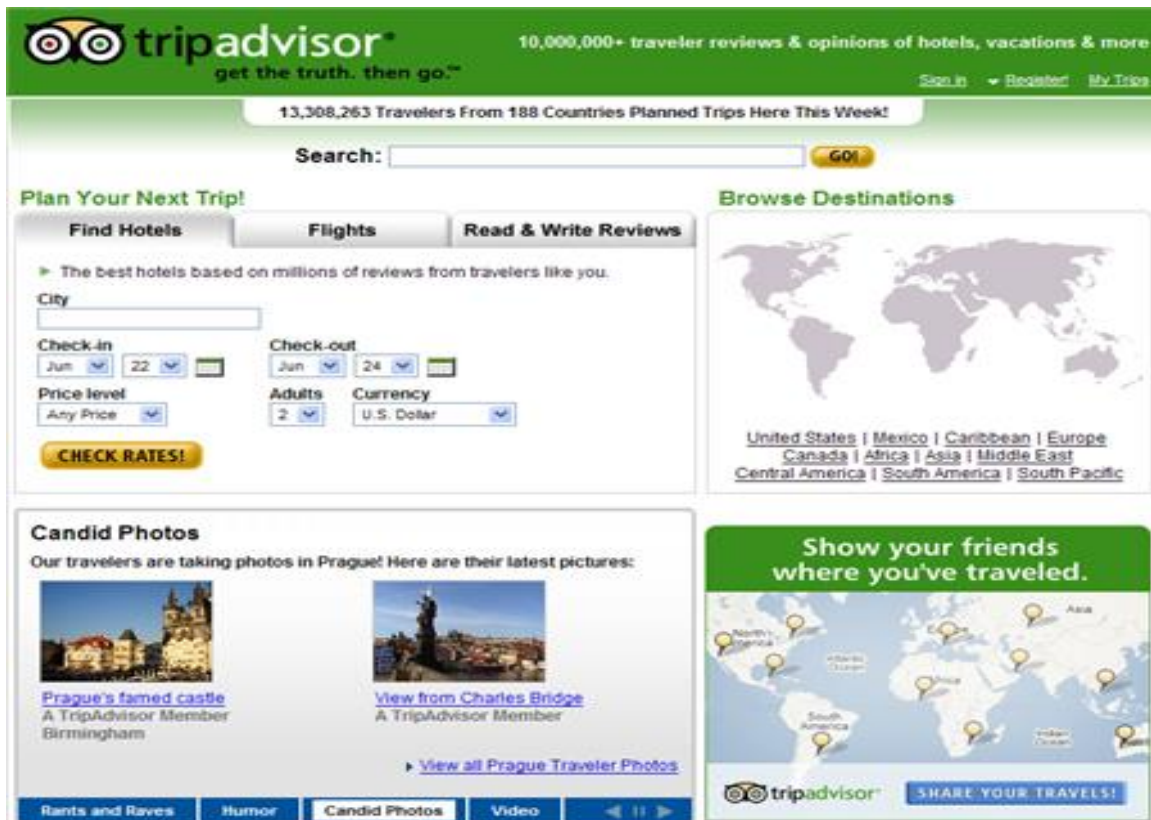 tripadvisor®
get the truth. then go.™
10,000,000+ traveler reviews & opinions of hotels, vacations & more
Sign in Register! My Trips
13,308,263 Travelers From 188 Countries Planned Trips Here This Week!
Search: GO!
Plan Your Next Trip!
Find Hotels Flights Read & Write Reviews
The best hotels based on millions of reviews from travelers like you.
City
Check-in Check-out
Jun 22 Jun 24
Price level Adults Currency
Any Price 2 U.S. Dollar
CHECK RATES!
Browse Destinations
United States | Mexico | Caribbean | Europe
Canada | Africa | Asia | Middle East
Central America | South America | South Pacific
Candid Photos
Our travelers are taking photos in Prague! Here are their latest pictures:
Prague's famed castle
A TripAdvisor Member
Birmingham
View from Charles Bridge
A TripAdvisor Member
View all Prague Traveler Photos
Rants and Raves Humor Candid Photos Video
Show your friends
where you've traveled.
North
America
Atlantic
Ocean
Europe
Asia
Africa
South
America
Indian
Ocean
tripadvisor®
SHARE YOUR TRAVELS!